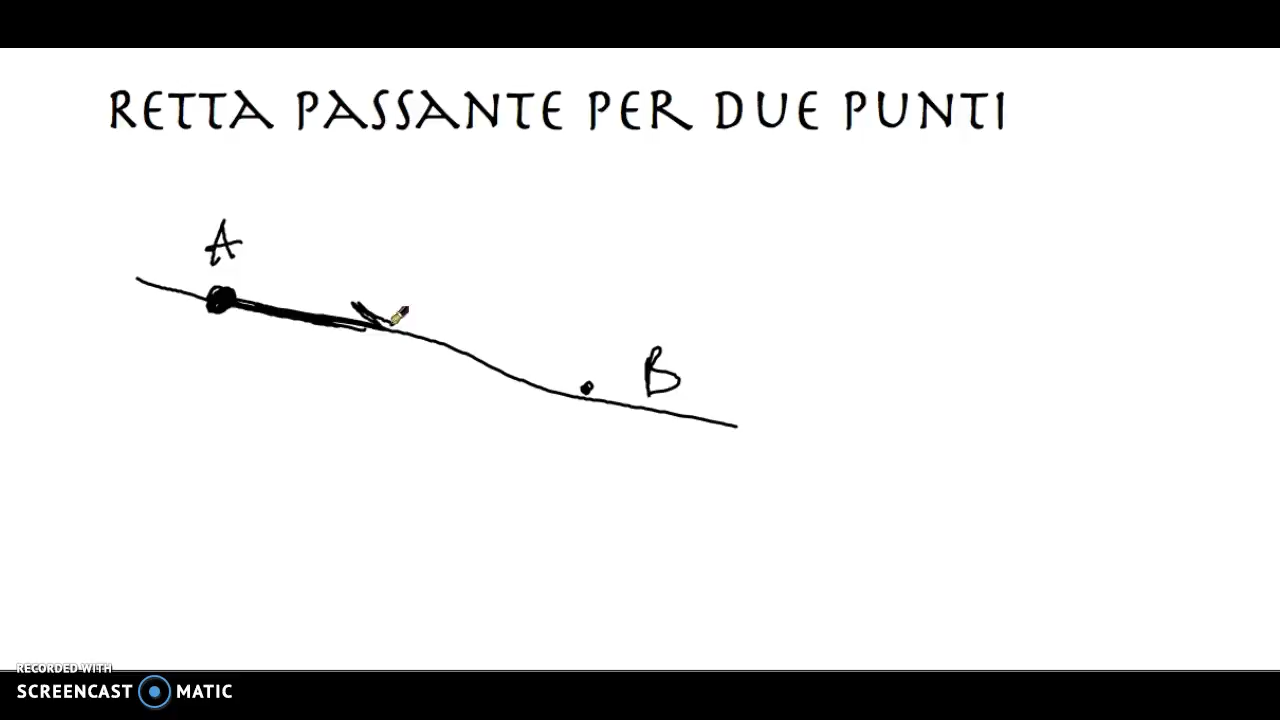 RETTA PASSANTE PER DUE PUNTI
A
B
RECORDED WITH
SCREENCAST MATIC